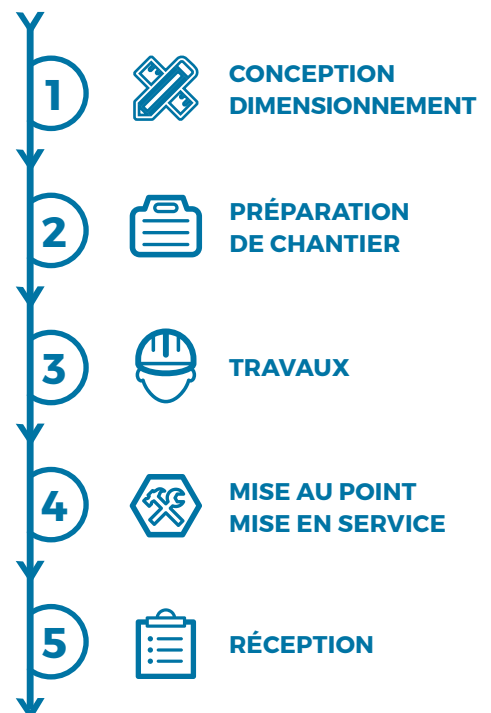 1
CONCEPTION
DIMENSIONNEMENT
2
PRÉPARATION
DE CHANTIER
3
TRAVAUX
4
MISE AU POINT
MISE EN SERVICE
5
RÉCEPTION